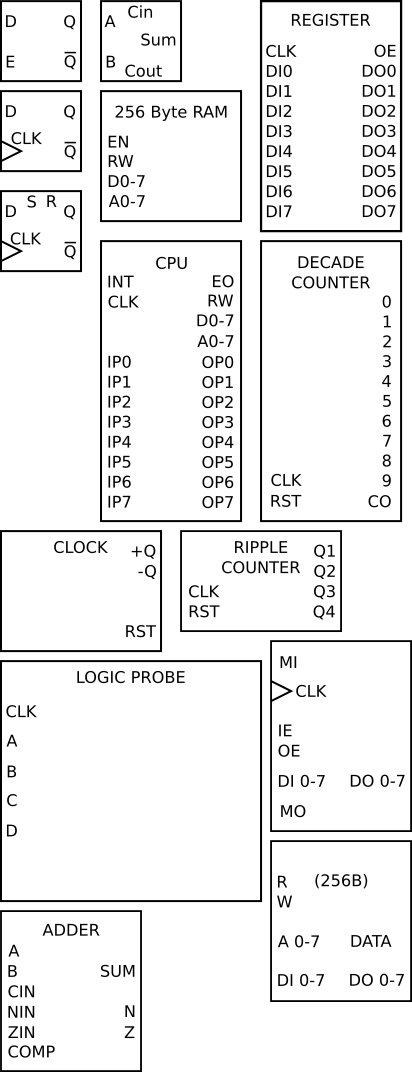 D Q
E Q̅
Cin
A
Sum
B
Cout
D Q
CLK
Q̅
S R
D Q
CLK
Q̅
256 Byte RAM
EN
RW
D0-7
A0-7
REGISTER
CLK OE
DI0 DO0
DI1 DO1
DI2 DO2
DI3 DO3
DI4 DO4
DI5 DO5
DI6 DO6
DI7 DO7
CPU
INT EO
CLK RW
D0-7
A0-7
IP0 OP0
IP1 OP1
IP2 OP2
IP3 OP3
IP4 OP4
IP5 OP5
IP6 OP6
IP7 OP7
DECADE
COUNTER
0
1
2
3
4
5
6
7
8
CLK 9
RST CO
CLOCK +Q
-Q
RST
RIPPLE Q1
COUNTER Q2
CLK Q3
RST Q4
LOGIC PROBE
CLK
A
B
C
D
MI
CLK
IE
OE
DI 0-7 DO 0-7
MO
R (256B)
W
A 0-7 DATA
DI 0-7 DO 0-7
ADDER
A
B SUM
CIN
NIN N
ZIN Z
COMP